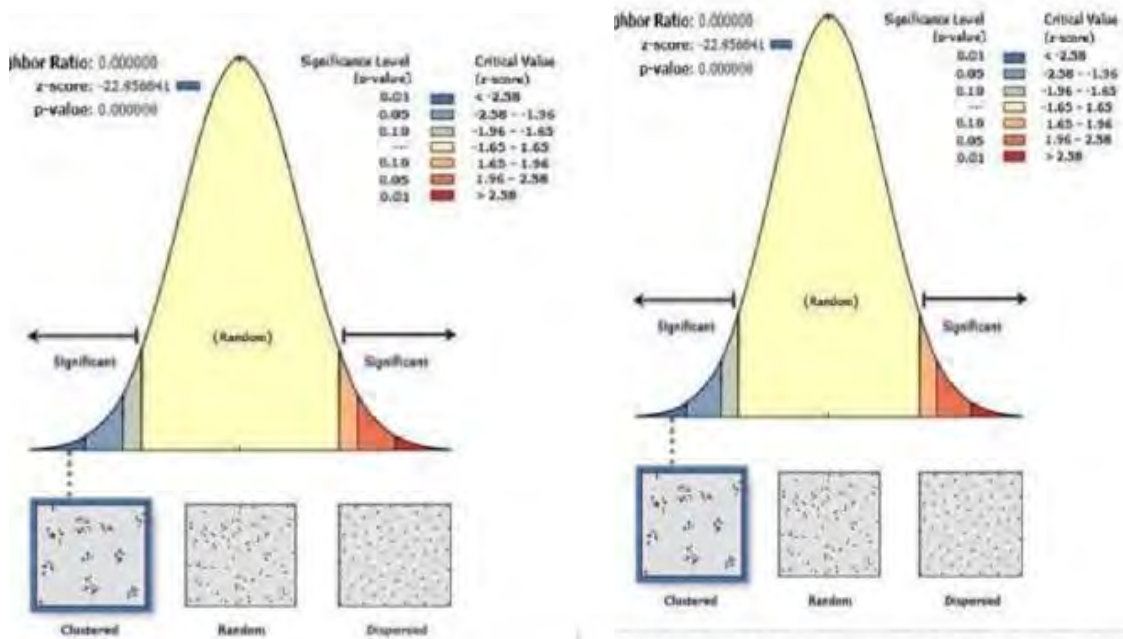 ghbor Ratio: 0.000000
z-score: -22.956641
p-value: 0.000000
Significance Level
(p-value)
Critical Value
(z-score)
0.01 < -2.58
0.05 -2.58 - -1.96
0.10 -1.96 - -1.65
--- -1.65 - 1.65
0.10 1.65 - 1.96
0.05 1.96 - 2.58
0.01 > 2.58
(Random)
Significant
Significant
Clustered
Random
Dispersed
ghbor Ratio: 0.000000
z-score: -22.956641
p-value: 0.000000
Significance Level
(p-value)
Critical Value
(z-score)
0.01 < -2.58
0.05 -2.58 - -1.96
0.10 -1.96 - -1.65
--- -1.65 - 1.65
0.10 1.65 - 1.96
0.05 1.96 - 2.58
0.01 > 2.58
(Random)
Significant
Significant
Clustered
Random
Dispersed